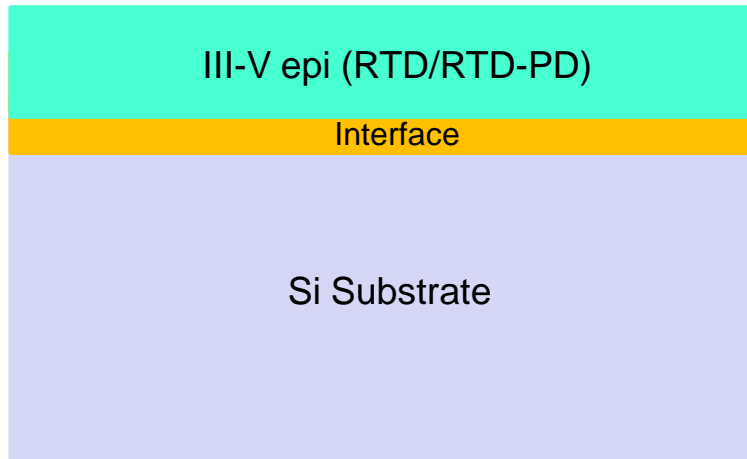 III-V epi (RTD/RTD-PD)
Interface
Si Substrate